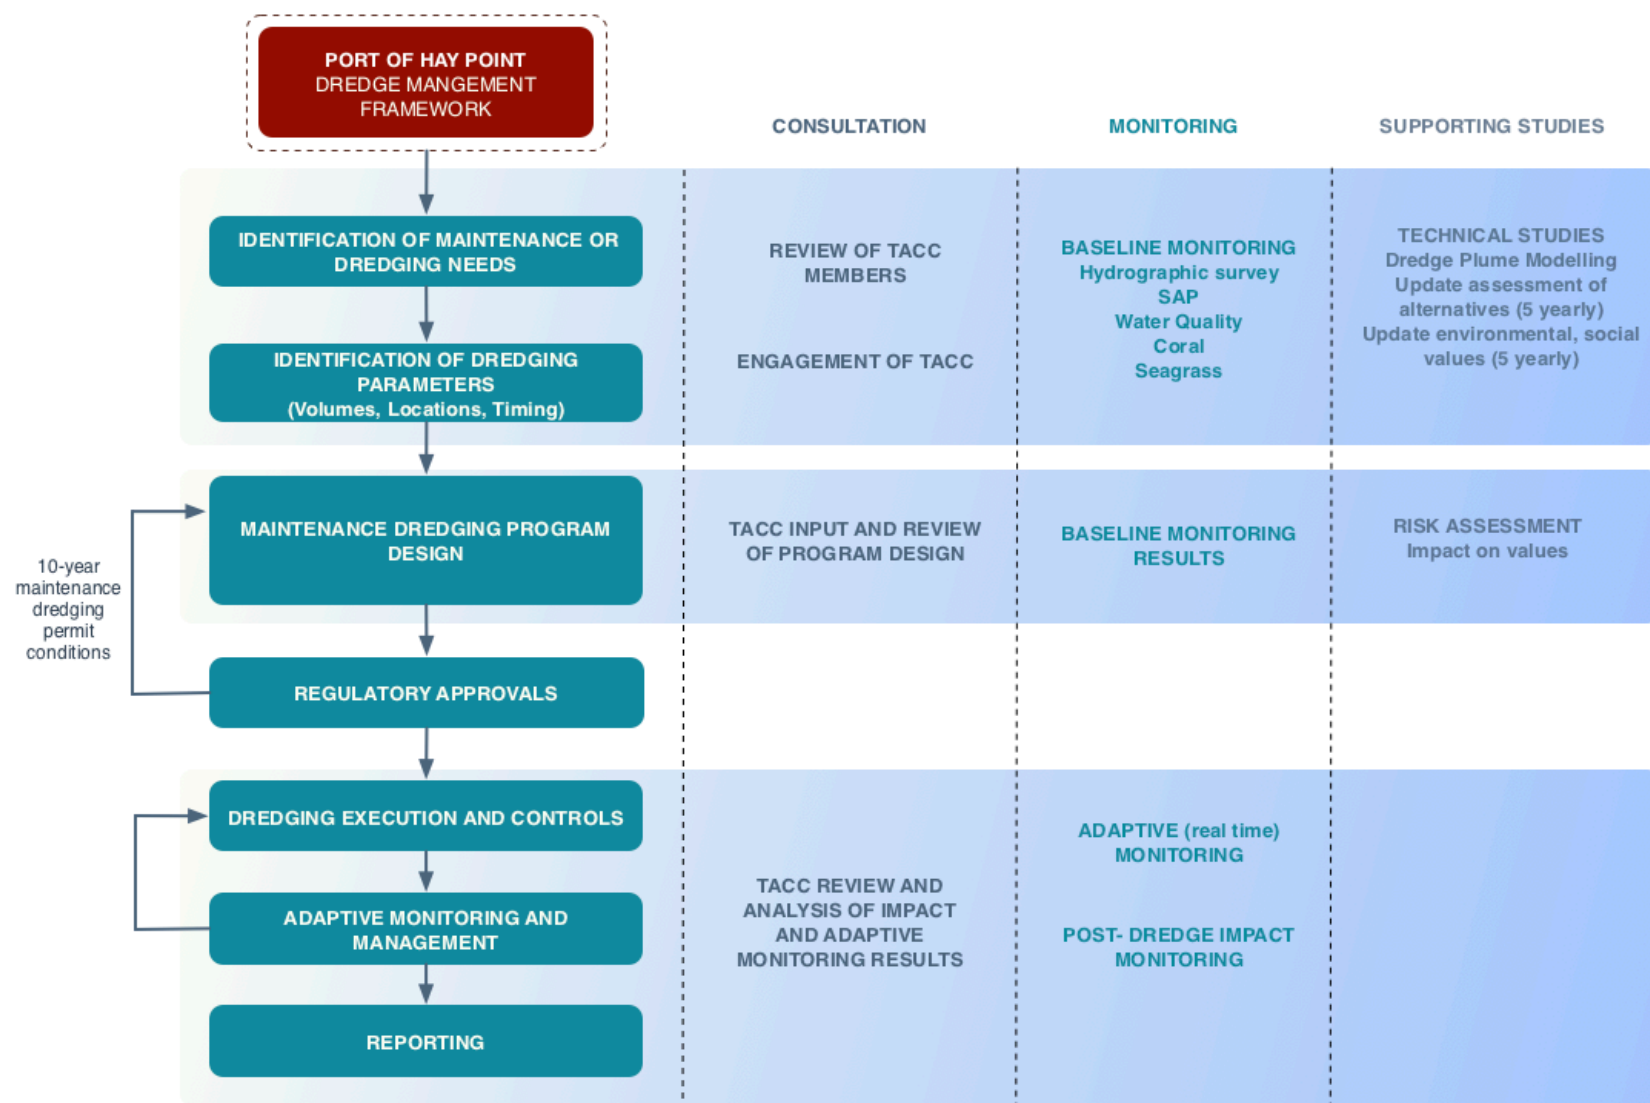 PORT OF HAY POINT
DREDGE MANGEMENT
FRAMEWORK
CONSULTATION
MONITORING
SUPPORTING STUDIES
IDENTIFICATION OF MAINTENANCE OR
DREDGING NEEDS
REVIEW OF TACC
MEMBERS
BASELINE MONITORING
Hydrographic survey
SAP
Water Quality
Coral
Seagrass
TECHNICAL STUDIES
Dredge Plume Modelling
Update assessment of
alternatives (5 yearly)
Update environmental, social
values (5 yearly)
IDENTIFICATION OF DREDGING
PARAMETERS
(Volumes, Locations, Timing)
ENGAGEMENT OF TACC
MAINTENANCE DREDGING PROGRAM
DESIGN
TACC INPUT AND REVIEW
OF PROGRAM DESIGN
BASELINE MONITORING
RESULTS
RISK ASSESSMENT
Impact on values
10-year
maintenance
dredging
permit
conditions
REGULATORY APPROVALS
DREDGING EXECUTION AND CONTROLS
ADAPTIVE MONITORING AND
MANAGEMENT
REPORTING
TACC REVIEW AND
ANALYSIS OF IMPACT
AND ADAPTIVE
MONITORING RESULTS
ADAPTIVE (real time)
MONITORING
POST- DREDGE IMPACT
MONITORING